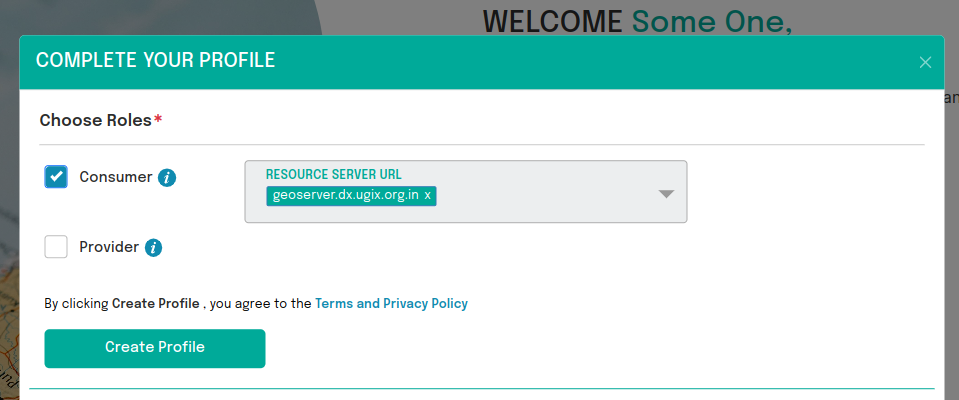 WELCOME Some One,
COMPLETE YOUR PROFILE
Choose Roles*
Consumer
RESOURCE SERVER URL
geoserver.dx.ugix.org.in x
Provider
By clicking Create Profile , you agree to the Terms and Privacy Policy
Create Profile